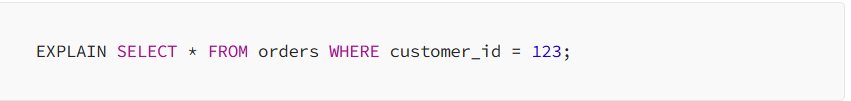 EXPLAIN SELECT * FROM orders WHERE customer_id = 123;